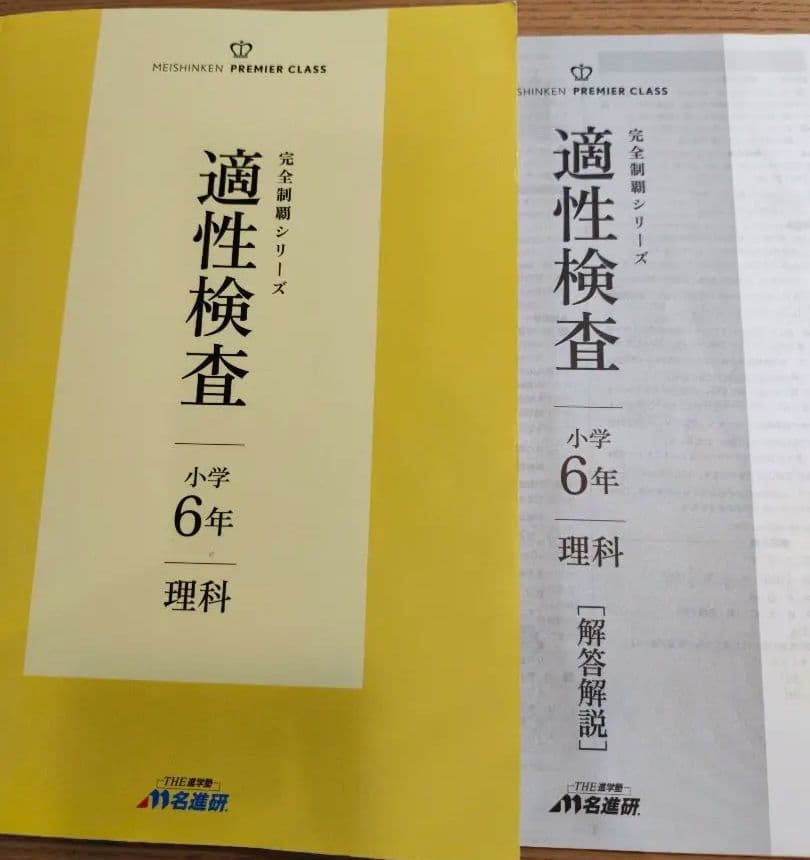 MEISHINKEN PREMIER CLASS
完全制覇シリーズ
適性検査
小学
6年
理科
THE進学塾
名進研
SHINKEN PREMIER CLASS
完全制覇シリーズ
適性検査
小学
6年
理科
[解答解説]
THE進学塾
名進研